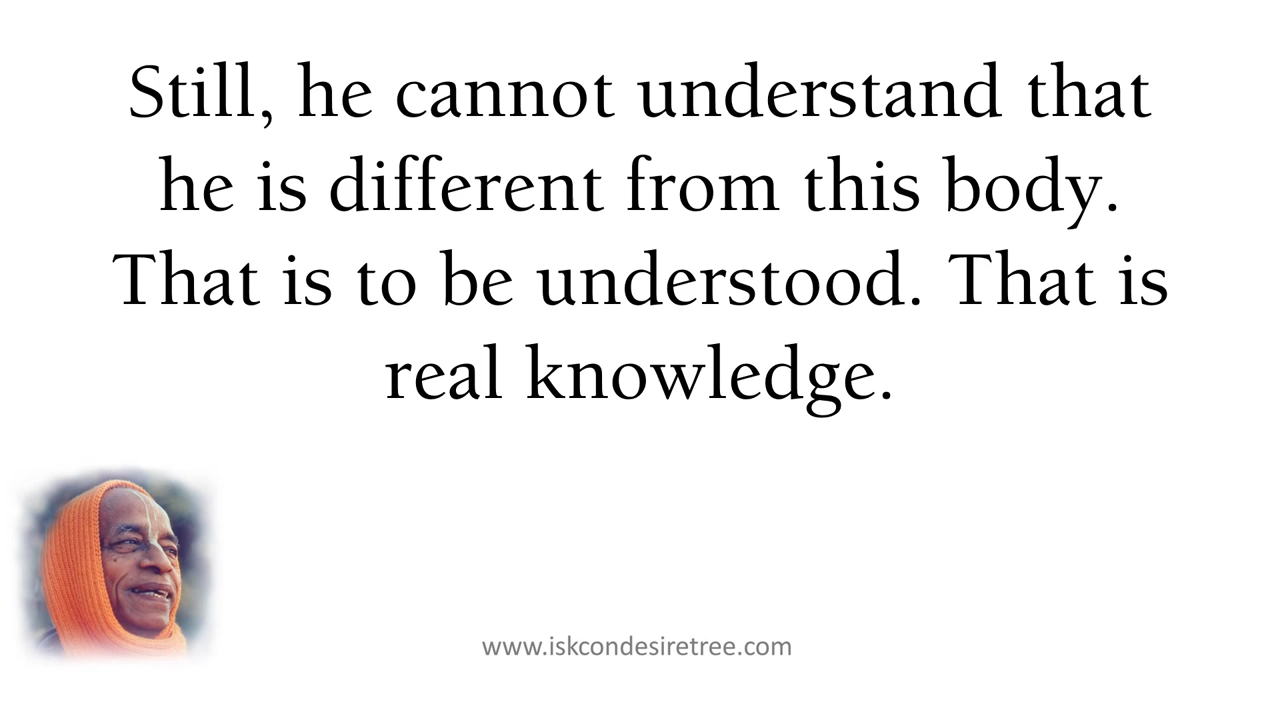 Still, he cannot understand that
he is different from this body.
That is to be understood. That is
real knowledge.
www.iskcondesiretree.com